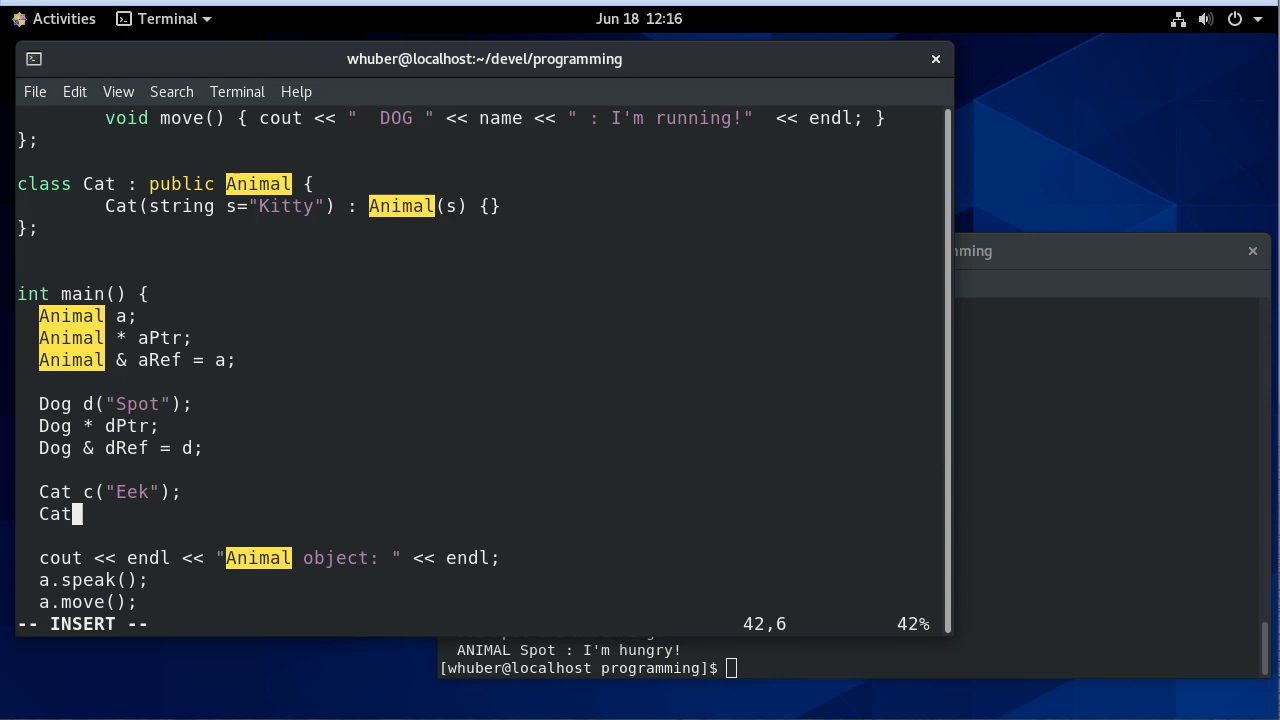 Activities Terminal Jun 18 12:16
whuber@localhost:~/devel/programming
File Edit View Search Terminal Help
        void move() { cout << "  DOG " << name << " : I'm running!"  << endl; }
};
class Cat : public Animal {
        Cat(string s="Kitty") : Animal(s) {}
};
int main() {
  Animal a;
  Animal * aPtr;
  Animal & aRef = a;
  Dog d("Spot");
  Dog * dPtr;
  Dog & dRef = d;
  Cat c("Eek");
  Cat
  cout << endl << "Animal object: " << endl;
  a.speak();
  a.move();
-- INSERT -- 42,6 42%
mming
  ANIMAL Spot : I'm hungry!
[whuber@localhost programming]$